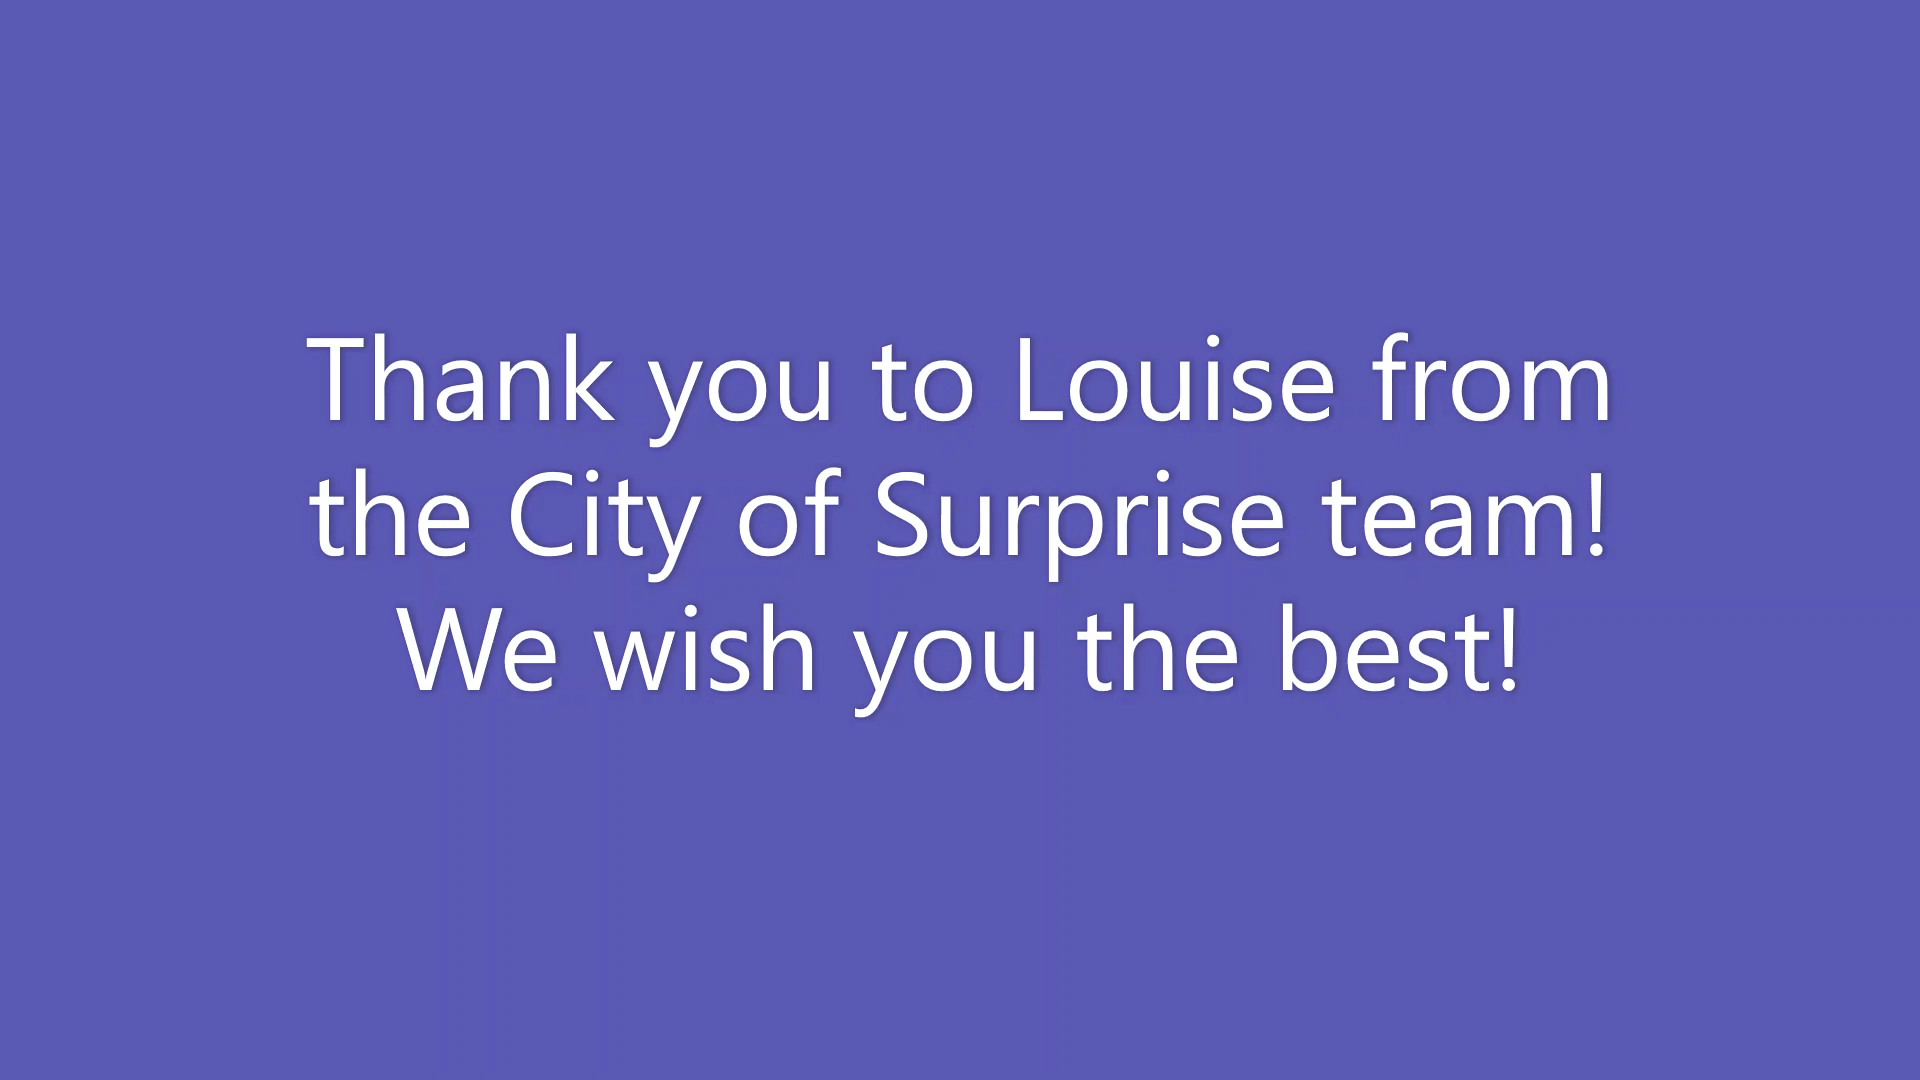 Thank you to Louise from
the City of Surprise team!
We wish you the best!